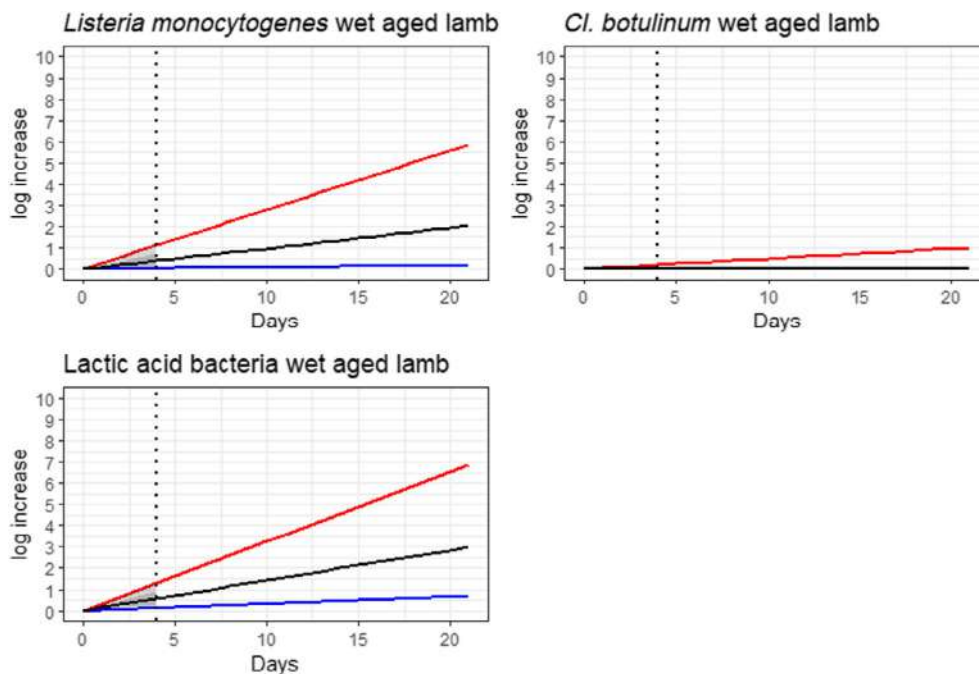 Listeria monocytogenes wet aged lamb
10
9
8
7
6
5
4
3
2
1
0
log increase
0 5 10 15 20
Days
Cl. botulinum wet aged lamb
10
9
8
7
6
5
4
3
2
1
0
log increase
0 5 10 15 20
Days
Lactic acid bacteria wet aged lamb
10
9
8
7
6
5
4
3
2
1
0
log increase
0 5 10 15 20
Days